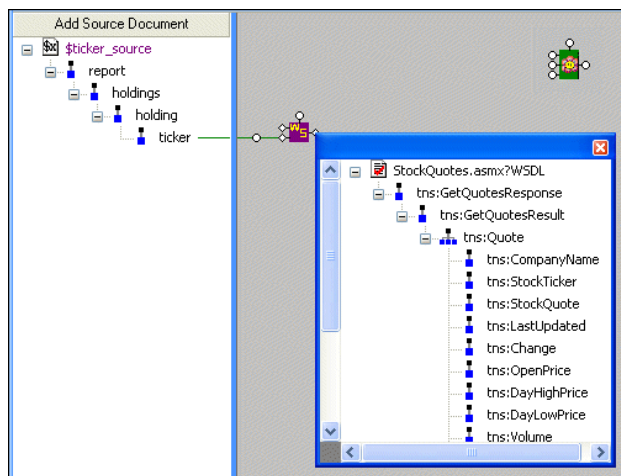 Add Source Document
$x $ticker_source
report
holdings
holding
ticker
WS
StockQuotes.asmx?WSDL
tns:GetQuotesResponse
tns:GetQuotesResult
tns:Quote
tns:CompanyName
tns:StockTicker
tns:StockQuote
tns:LastUpdated
tns:Change
tns:OpenPrice
tns:DayHighPrice
tns:DayLowPrice
tns:Volume